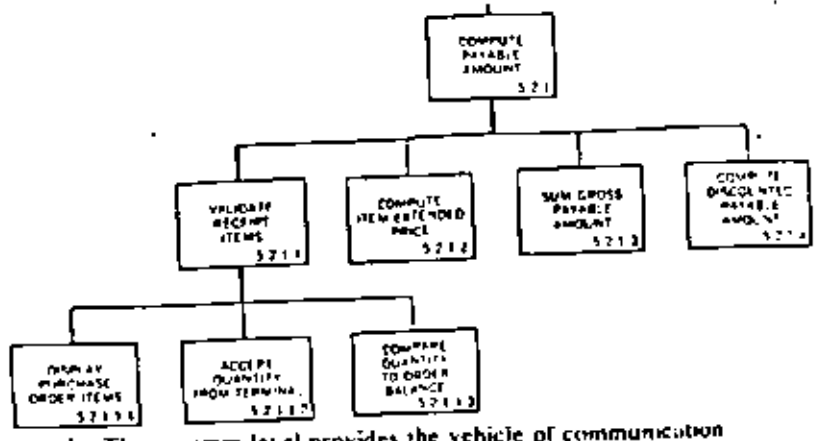 COMPUTE
PAYABLE
AMOUNT
5 2 1
VALIDATE
RECEIPT
ITEMS
5 2 1 1
COMPUTE
ITEM EXTENDED
PRICE
5 2 1 2
SUM GROSS
PAYABLE
AMOUNT
5 2 1 3
COMPUTE
DISCOUNTED
PAYABLE
AMOUNT
5 2 1 4
DISPLAY
PURCHASE
ORDER ITEMS
5 2 1 1 1
ACCEPT
QUANTITY
FROM TERMINAL
5 2 1 1 2
COMPARE
QUANTITY
TO ORDER
BALANCE
5 2 1 1 3
level provides the vehicle of communication